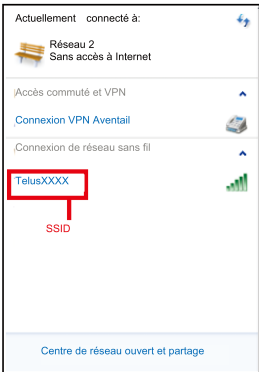 Actuellement connecté à:
Réseau 2
Sans accès à Internet
Accès commuté et VPN
Connexion VPN Aventail
Connexion de réseau sans fil
TelusXXXX
SSID
Centre de réseau ouvert et partage